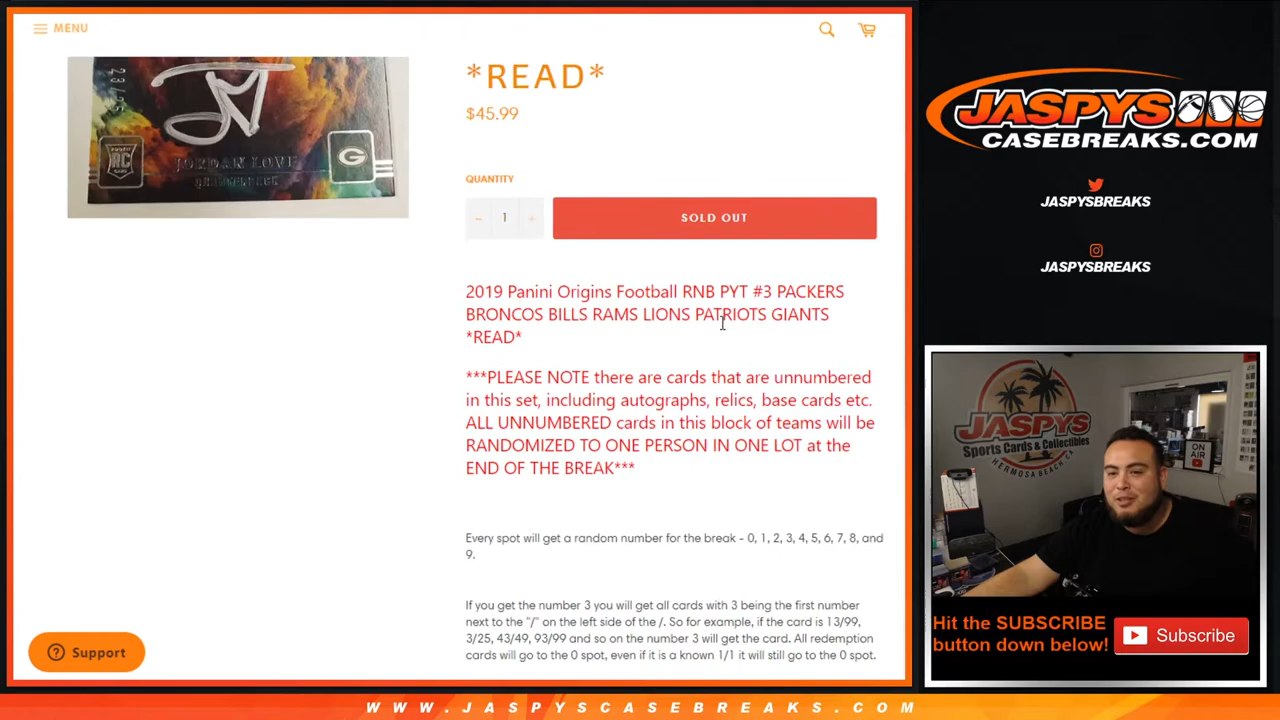 MENU
*READ*
$45.99
QUANTITY
− 1 +
SOLD OUT
23/25
RC
G
JORDAN LOVE
QUARTERBACK
2019 Panini Origins Football RNB PYT #3 PACKERS
BRONCOS BILLS RAMS LIONS PATRIOTS GIANTS
*READ*
***PLEASE NOTE there are cards that are unnumbered
in this set, including autographs, relics, base cards etc.
ALL UNNUMBERED cards in this block of teams will be
RANDOMIZED TO ONE PERSON IN ONE LOT at the
END OF THE BREAK***
Every spot will get a random number for the break - 0, 1, 2, 3, 4, 5, 6, 7, 8, and
9.
If you get the number 3 you will get all cards with 3 being the first number
next to the "/" on the left side of the /. So for example, if the card is 13/99,
3/25, 43/49, 93/99 and so on the number 3 will get the card. All redemption
cards will go to the 0 spot, even if it is a known 1/1 it will still go to the 0 spot.
Support
JASPYS
CASEBREAKS.COM
JASPYSBREAKS
JASPYSBREAKS
JASPYS
Sports Cards & Collectibles
HERMOSA BEACH, CA
ON
AIR
Hit the SUBSCRIBE
button down below!
Subscribe
WWW.JASPYSCASEBREAKS.COM